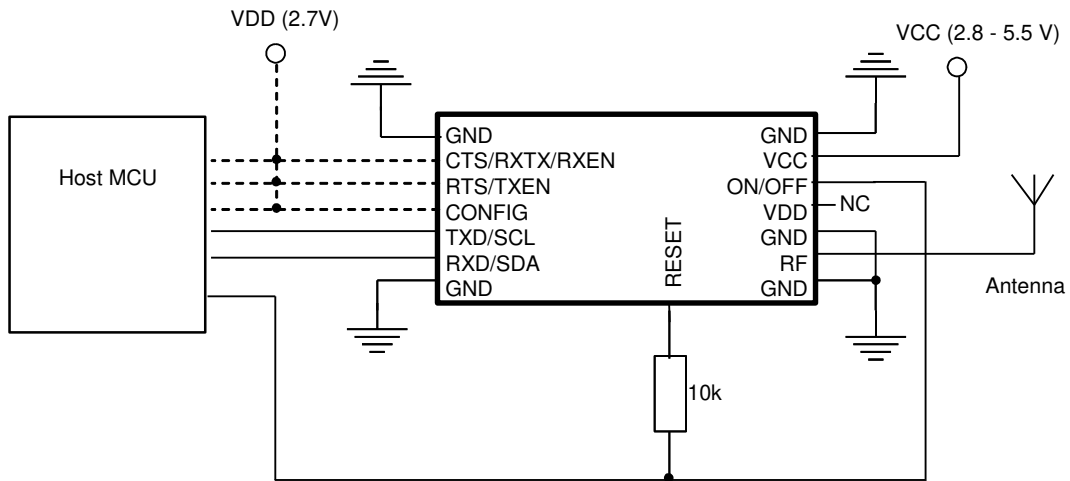 VDD (2.7V)
VCC (2.8 - 5.5 V)
Host MCU
GND
CTS/RXTX/RXEN
RTS/TXEN
CONFIG
TXD/SCL
RXD/SDA
GND
RESET
GND
VCC
ON/OFF
VDD
GND
RF
GND
NC
Antenna
10k